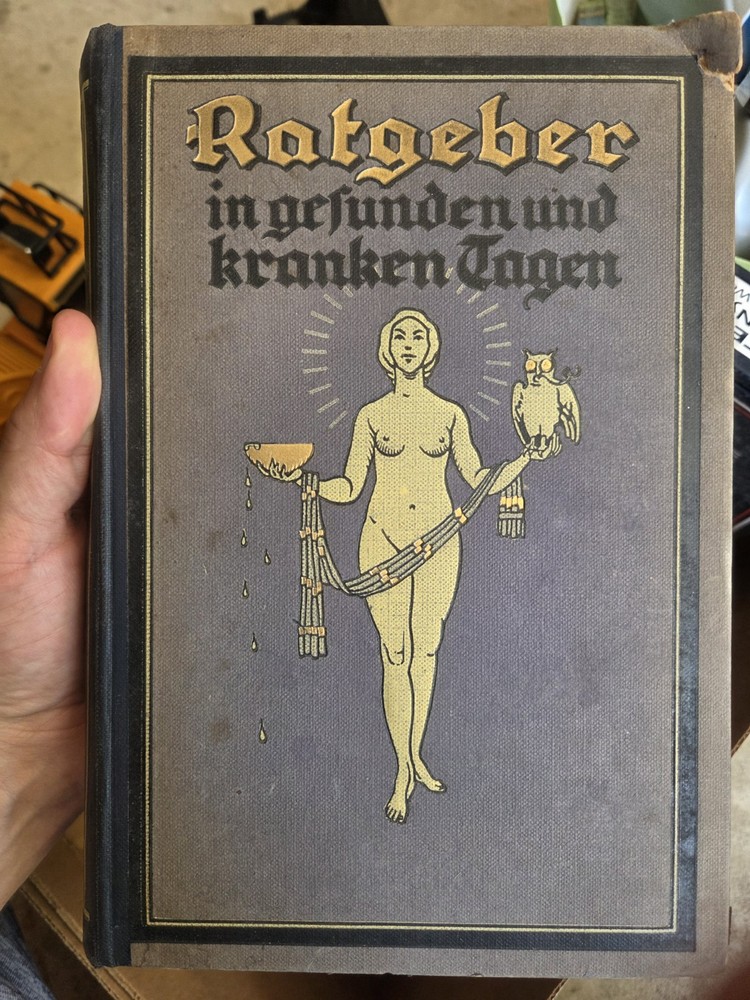 Ratgeber
in geſunden und
kranken Tagen